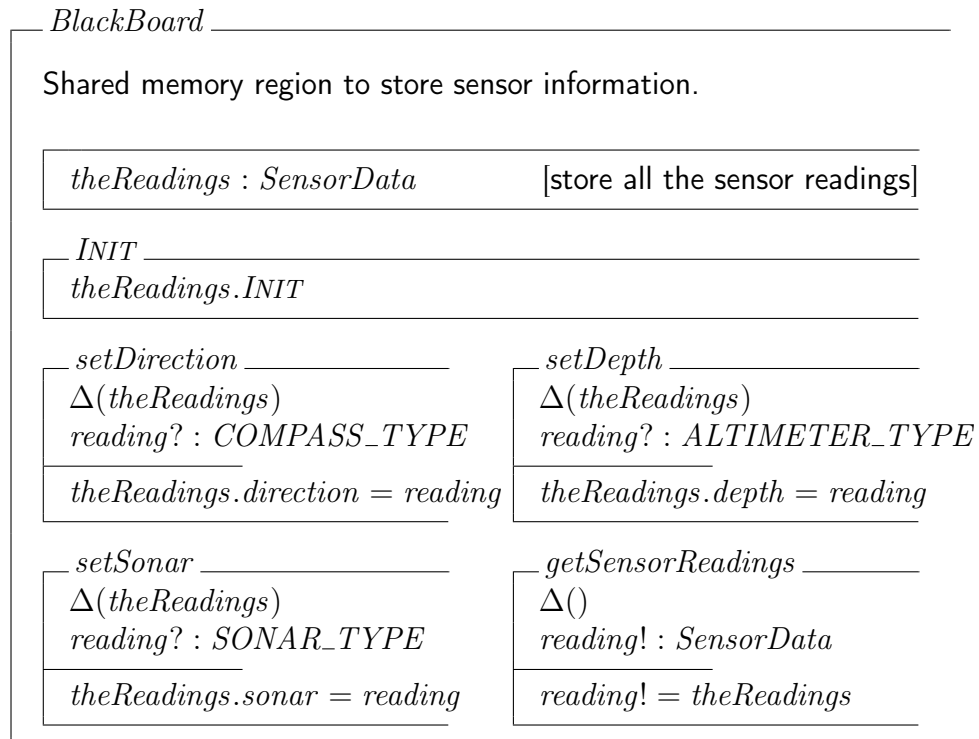 BlackBoard
Shared memory region to store sensor information.
theReadings : SensorData [store all the sensor readings]
INIT
theReadings.INIT
setDirection
Δ(theReadings)
reading? : COMPASS_TYPE
theReadings.direction = reading
setDepth
Δ(theReadings)
reading? : ALTIMETER_TYPE
theReadings.depth = reading
setSonar
Δ(theReadings)
reading? : SONAR_TYPE
theReadings.sonar = reading
getSensorReadings
Δ()
reading! : SensorData
reading! = theReadings